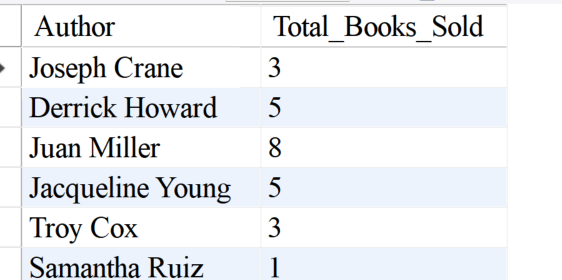 Author Total_Books_Sold
Joseph Crane 3
Derrick Howard 5
Juan Miller 8
Jacqueline Young 5
Troy Cox 3
Samantha Ruiz 1